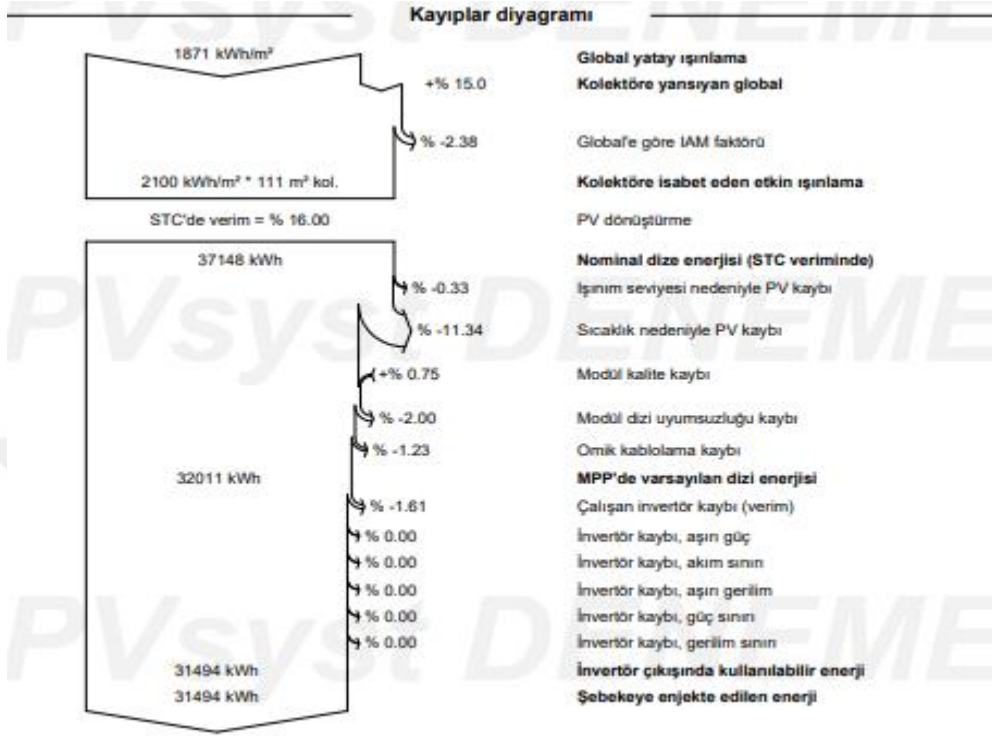 Kayıplar diyagramı
1871 kWh/m² Global yatay ışınlama
+% 15.0 Kolektöre yansıyan global
% -2.38 Global'e göre IAM faktörü
2100 kWh/m² * 111 m² kol. Kolektöre isabet eden etkin ışınlama
STC'de verim = % 16.00 PV dönüştürme
37148 kWh Nominal dize enerjisi (STC veriminde)
% -0.33 Işınım seviyesi nedeniyle PV kaybı
% -11.34 Sıcaklık nedeniyle PV kaybı
+% 0.75 Modül kalite kaybı
% -2.00 Modül dizi uyumsuzluğu kaybı
% -1.23 Omik kablolama kaybı
32011 kWh MPP'de varsayılan dizi enerjisi
% -1.61 Çalışan invertör kaybı (verim)
% 0.00 İnvertör kaybı, aşırı güç
% 0.00 İnvertör kaybı, akım sınırı
% 0.00 İnvertör kaybı, aşırı gerilim
% 0.00 İnvertör kaybı, güç sınırı
% 0.00 İnvertör kaybı, gerilim sınırı
31494 kWh İnvertör çıkışında kullanılabilir enerji
31494 kWh Şebekeye enjekte edilen enerji
PVsyst DENEME
PVsyst DENEME